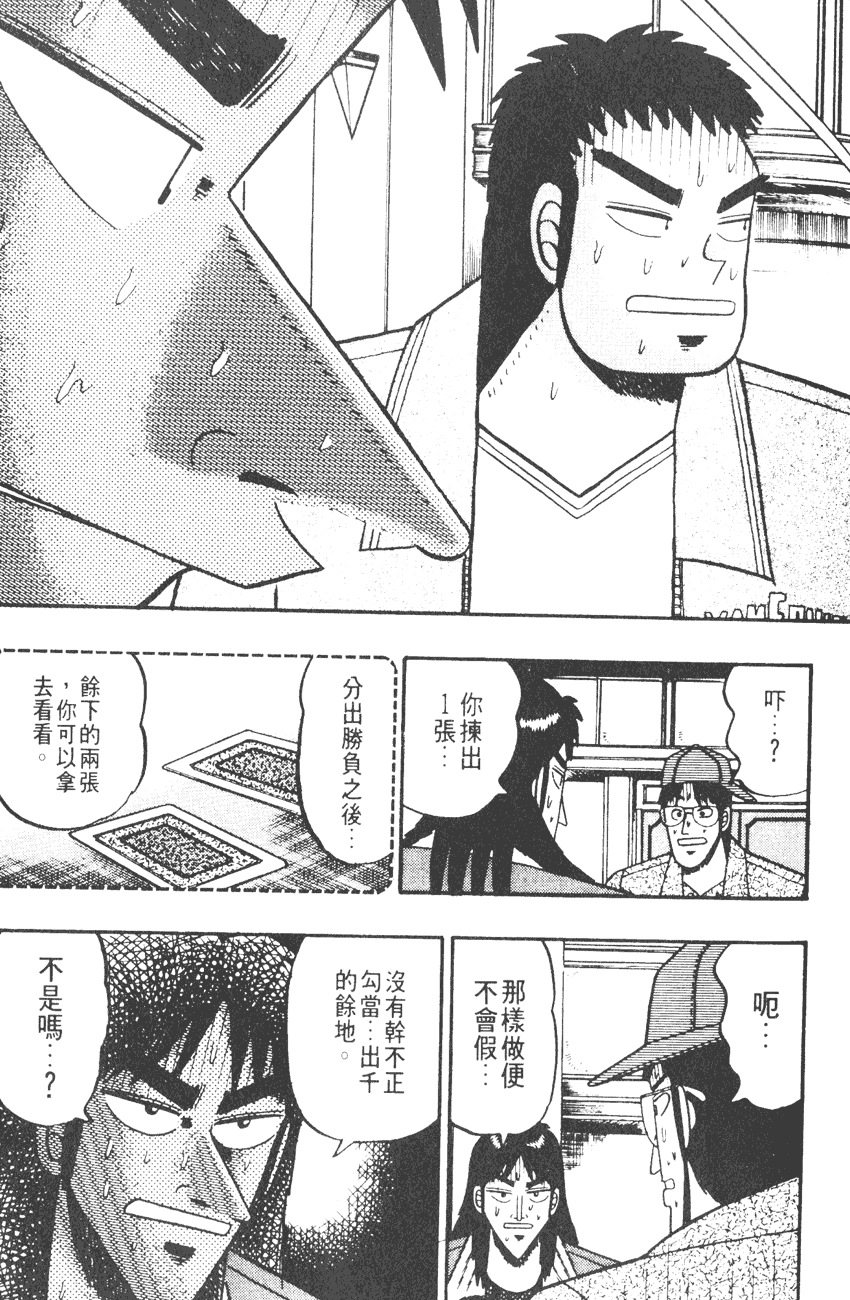 吓…?
你揀出
1張…
分出勝負之後…
餘下的兩張
，你可以拿
去看看。
呃…
那樣做便
不會假…
沒有幹不正
勾當…出千
的餘地。
不是嗎…?